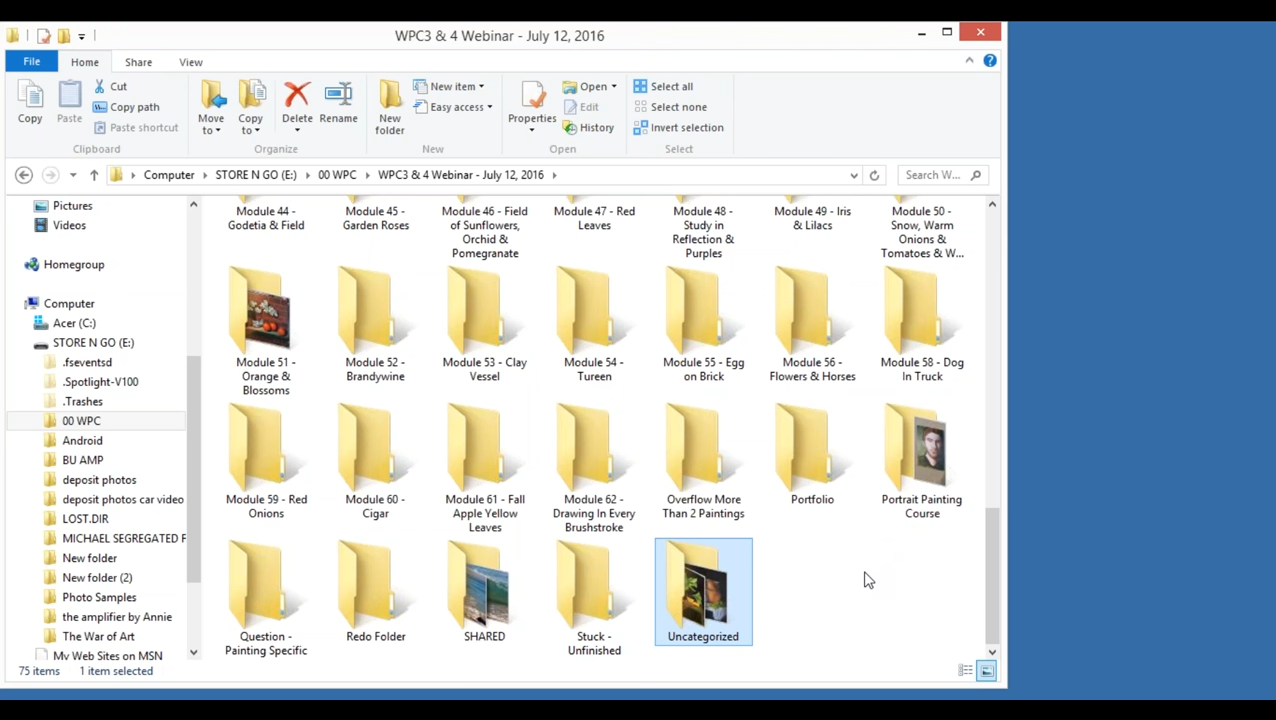 WPC3 & 4 Webinar - July 12, 2016
File Home Share View
Copy
Paste
Cut
Copy path
Paste shortcut
Clipboard
Move
to
Copy
to
Delete
Rename
Organize
New
folder
New item
Easy access
New
Properties
Open
Edit
History
Open
Select all
Select none
Invert selection
Select
Computer STORE N GO (E:) 00 WPC WPC3 & 4 Webinar - July 12, 2016
Search W...
Pictures
Videos
Homegroup
Computer
Acer (C:)
STORE N GO (E:)
.fseventsd
.Spotlight-V100
.Trashes
00 WPC
Android
BU AMP
deposit photos
deposit photos car video
LOST.DIR
MICHAEL SEGREGATED F
New folder
New folder (2)
Photo Samples
the amplifier by Annie
The War of Art
My Web Sites on MSN
Module 44 -
Godetia & Field
Module 45 -
Garden Roses
Module 46 - Field
of Sunflowers,
Orchid &
Pomegranate
Module 47 - Red
Leaves
Module 48 -
Study in
Reflection &
Purples
Module 49 - Iris
& Lilacs
Module 50 -
Snow, Warm
Onions &
Tomatoes & W...
Module 51 -
Orange &
Blossoms
Module 52 -
Brandywine
Module 53 - Clay
Vessel
Module 54 -
Tureen
Module 55 - Egg
on Brick
Module 56 -
Flowers & Horses
Module 58 - Dog
In Truck
Module 59 - Red
Onions
Module 60 -
Cigar
Module 61 - Fall
Apple Yellow
Leaves
Module 62 -
Drawing In Every
Brushstroke
Overflow More
Than 2 Paintings
Portfolio
Portrait Painting
Course
Question -
Painting Specific
Redo Folder
SHARED
Stuck -
Unfinished
Uncategorized
75 items 1 item selected